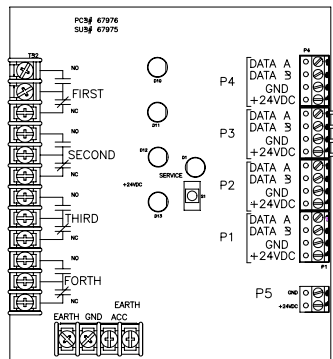 PCB# 67976
SUB# 67975
TB2
NO
FIRST
NC
NO
SECOND
NC
NO
THIRD
NC
NO
FORTH
NC
D10
D11
D12
D1
SERVICE
+24VDC
S1
D13
P4
P4
DATA A
DATA B
GND
+24VDC
P3
DATA A
DATA B
GND
+24VDC
P2
DATA A
DATA B
GND
+24VDC
P1
DATA A
DATA B
GND
+24VDC
P1
P5
GND
+24VDC
EARTH
EARTH GND ACC